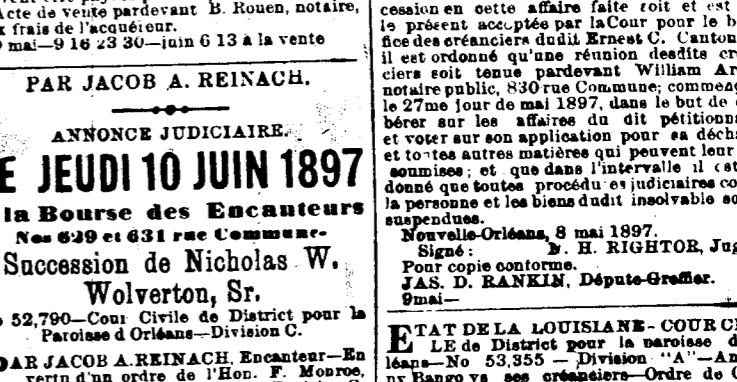 Acte de vente pardevant B. Rouen, notaire,
frais de l'acquéreur.
mai—9 16 23 30—juin 6 13 à la vente
PAR JACOB A. REINACH.
ANNONCE JUDICIAIRE.
E JEUDI 10 JUIN 1897
la Bourse des Encanteurs
Nos 629 et 631 rue Commune-
Succession de Nicholas W.
Wolverton, Sr.
52,790—Cour Civile de District pour la
Paroisse d Orléans—Division C.
PAR JACOB A. REINACH, Encanteur—En
vertu d'un ordre de l'Hon. F. Monroe,
cession en cette affaire faite soit et est
le présent acceptée par la Cour pour le b
fice des créanciers dudit Ernest C. Canton
il est ordonné qu'une réunion desdits cré
ciers soit tenue pardevant William Ar
notaire public, 830 rue Commune; commenç
le 27me jour de mai 1897, dans le but de
bérer sur les affaires du dit pétitionn
et voter sur son application pour sa décha
et toutes autres matières qui peuvent leur
soumises; et que dans l'intervalle il est
donné que toutes procédures judiciaires co
la personne et les biens dudit insolvable so
suspendues.
Nouvelle-Orléans, 8 mai 1897.
Signé: N. H. RIGHTOR, Jug
Pour copie conforme.
JAS. D. RANKIN, Députe-Greffier.
9mai—
ETAT DE LA LOUISIANE-COUR CI
LE de District pour la paroisse d
léans—No 53,355 — Division "A"—An
ny Bango vs ses créanciers—Ordre de C